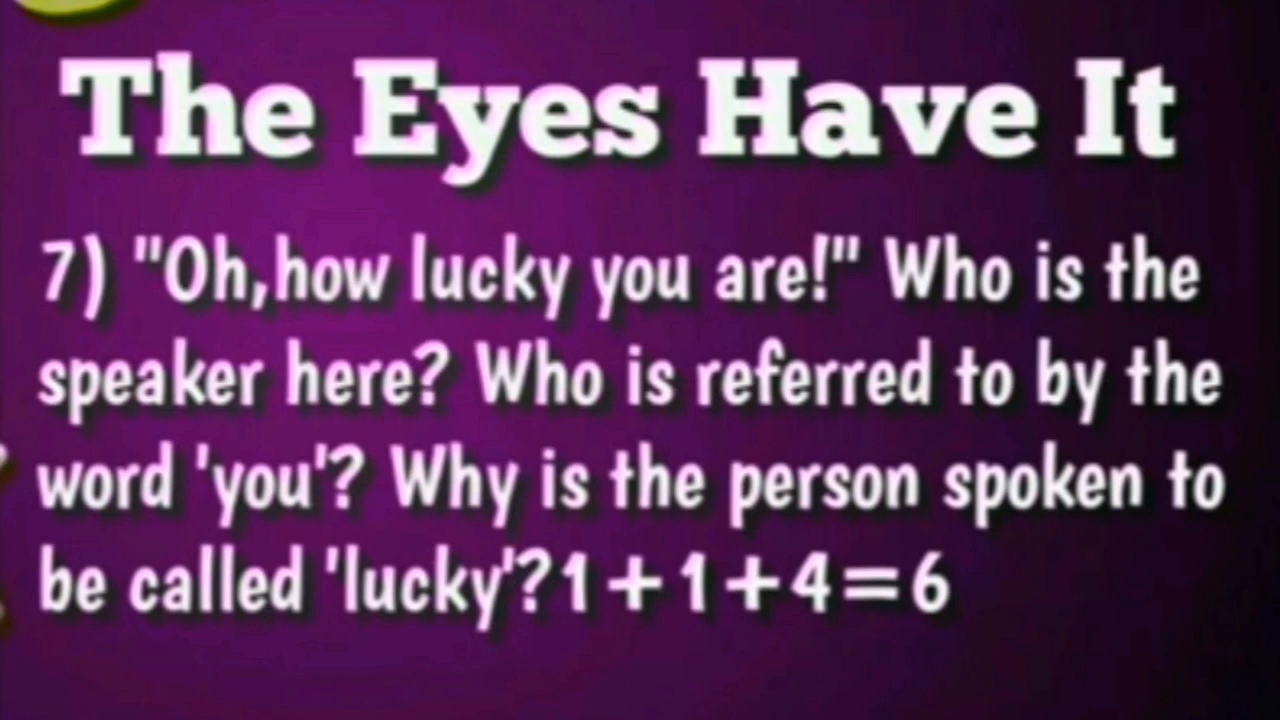 The Eyes Have It
7) "Oh,how lucky you are!" Who is the
speaker here? Who is referred to by the
word 'you'? Why is the person spoken to
be called 'lucky'?1+1+4=6